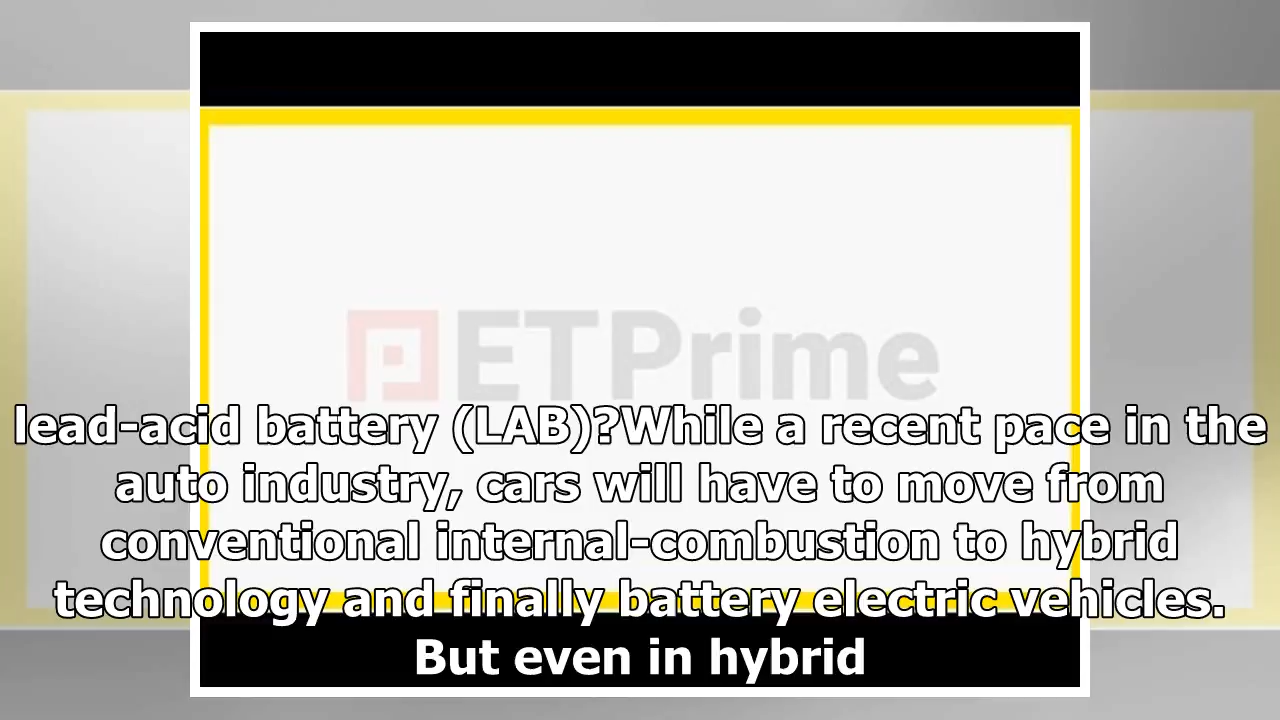 ETPrime
lead-acid battery (LAB)?While a recent pace in the
auto industry, cars will have to move from
conventional internal-combustion to hybrid
technology and finally battery electric vehicles.
But even in hybrid